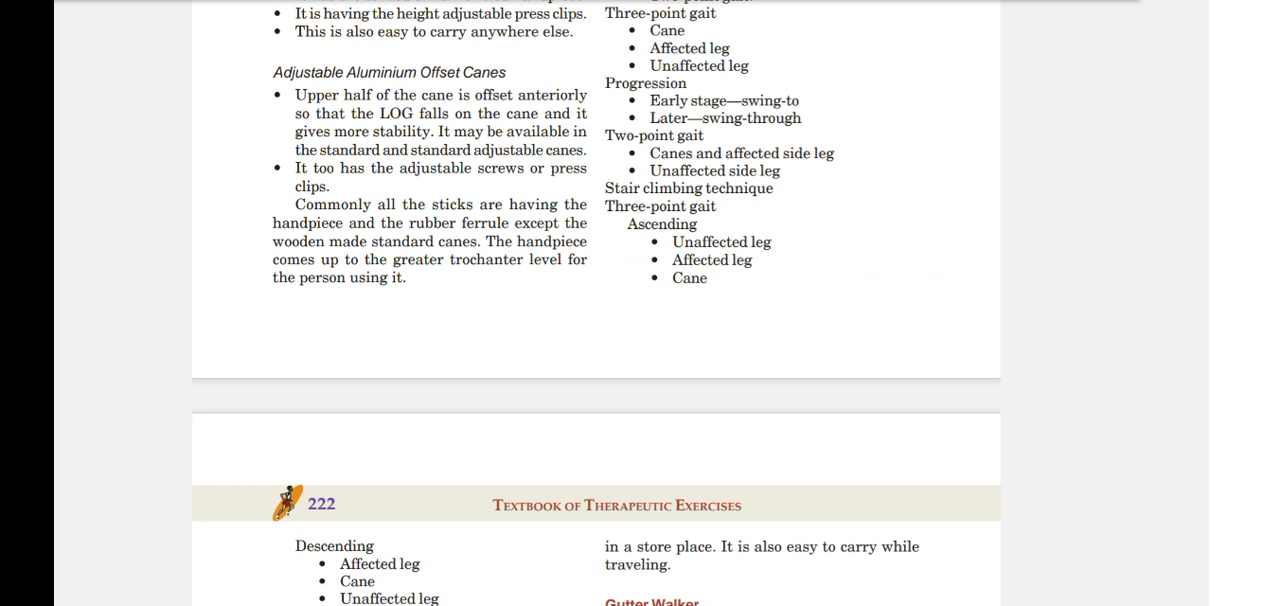 • It is having the height adjustable press clips.
• This is also easy to carry anywhere else.
Adjustable Aluminium Offset Canes
• Upper half of the cane is offset anteriorly
so that the LOG falls on the cane and it
gives more stability. It may be available in
the standard and standard adjustable canes.
• It too has the adjustable screws or press
clips.
Commonly all the sticks are having the
handpiece and the rubber ferrule except the
wooden made standard canes. The handpiece
comes up to the greater trochanter level for
the person using it.
Three-point gait
• Cane
• Affected leg
• Unaffected leg
Progression
• Early stage—swing-to
• Later—swing-through
Two-point gait
• Canes and affected side leg
• Unaffected side leg
Stair climbing technique
Three-point gait
Ascending
• Unaffected leg
• Affected leg
• Cane
222
TEXTBOOK OF THERAPEUTIC EXERCISES
Descending
• Affected leg
• Cane
• Unaffected leg
in a store place. It is also easy to carry while
traveling.
Gutter Walker